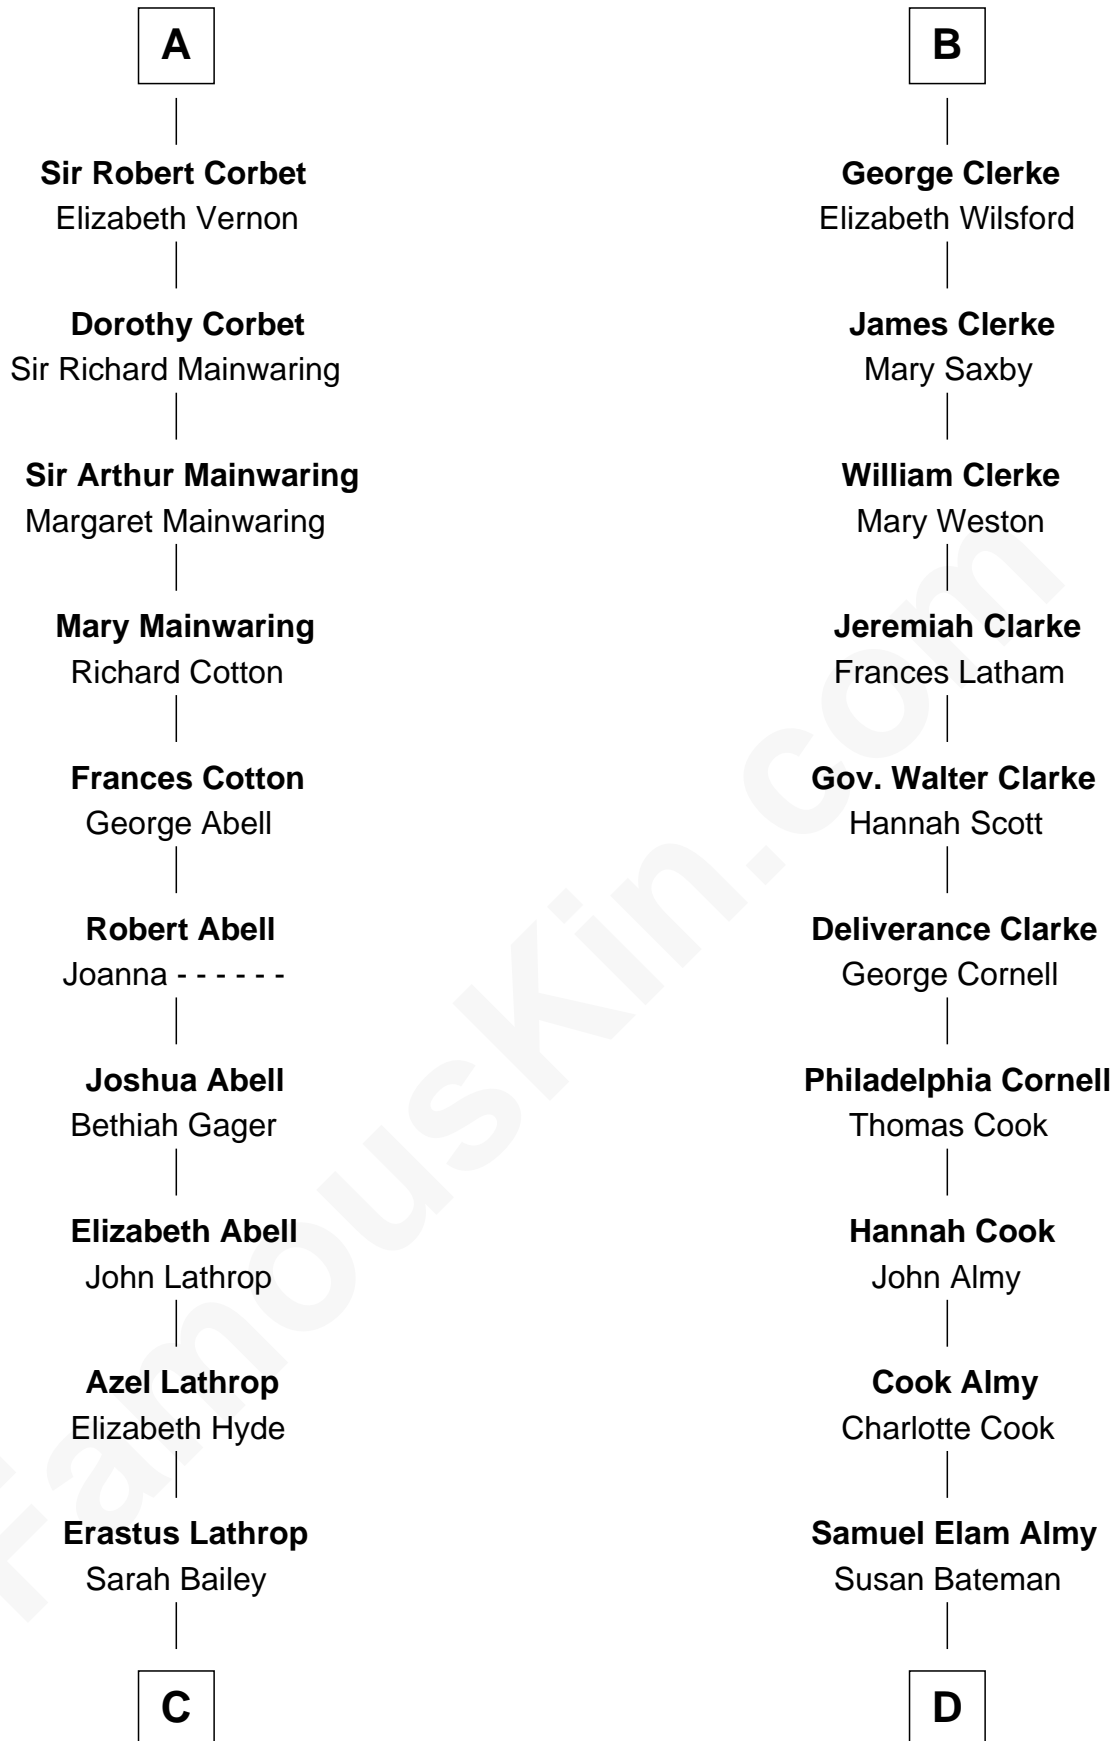 A
Sir Robert Corbet
Elizabeth Vernon
Dorothy Corbet
Sir Richard Mainwaring
Sir Arthur Mainwaring
Margaret Mainwaring
Mary Mainwaring
Richard Cotton
Frances Cotton
George Abell
Robert Abell
Joanna - - - - - -
Joshua Abell
Bethiah Gager
Elizabeth Abell
John Lathrop
Azel Lathrop
Elizabeth Hyde
Erastus Lathrop
Sarah Bailey
C
B
George Clerke
Elizabeth Wilsford
James Clerke
Mary Saxby
William Clerke
Mary Weston
Jeremiah Clarke
Frances Latham
Gov. Walter Clarke
Hannah Scott
Deliverance Clarke
George Cornell
Philadelphia Cornell
Thomas Cook
Hannah Cook
John Almy
Cook Almy
Charlotte Cook
Samuel Elam Almy
Susan Bateman
D
FamousKin.com